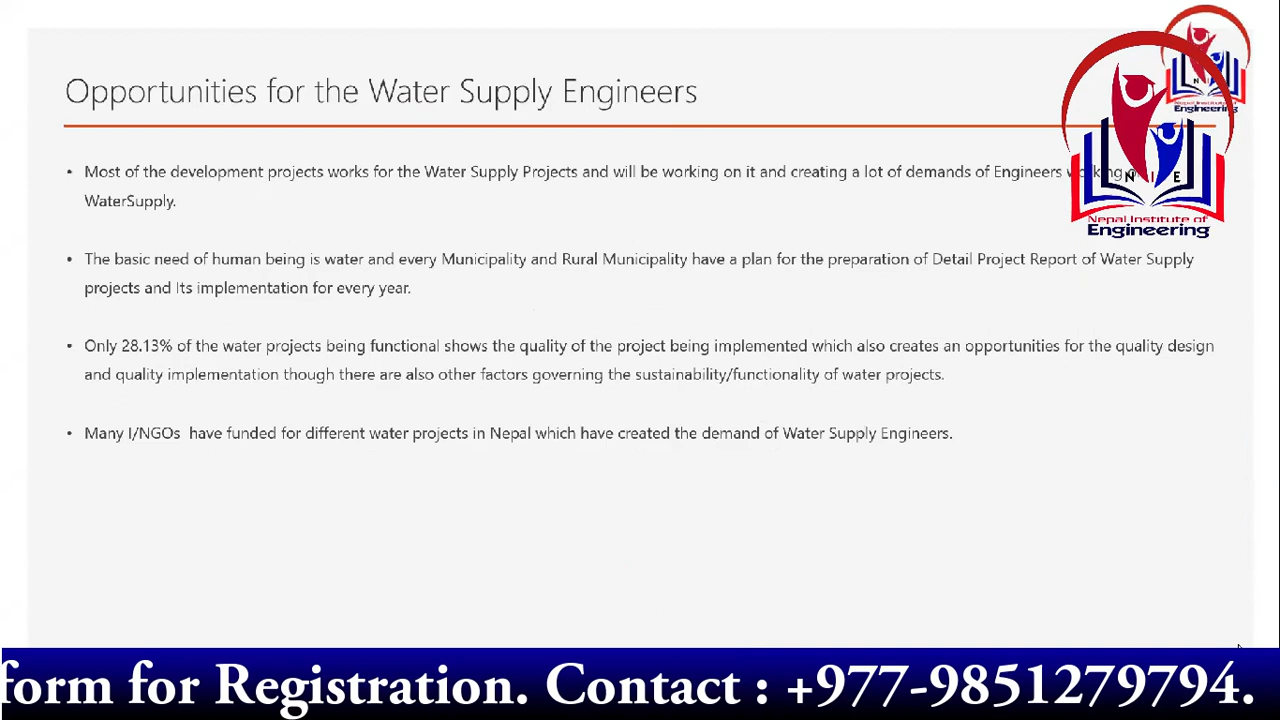 Opportunities for the Water Supply Engineers
• Most of the development projects works for the Water Supply Projects and will be working on it and creating a lot of demands of Engineers
WaterSupply.
• The basic need of human being is water and every Municipality and Rural Municipality have a plan for the preparation of Detail Project Report of Water Supply
projects and Its implementation for every year.
• Only 28.13% of the water projects being functional shows the quality of the project being implemented which also creates an opportunities for the quality design
and quality implementation though there are also other factors governing the sustainability/functionality of water projects.
• Many I/NGOs have funded for different water projects in Nepal which have created the demand of Water Supply Engineers.
Engineering
N I E
Nepal Institute of
Engineering
form for Registration. Contact : +977-9851279794.